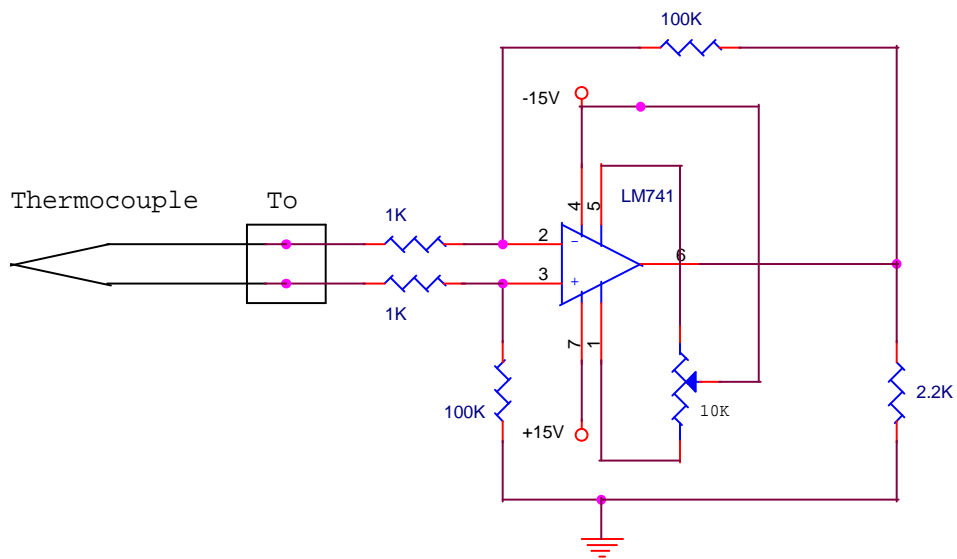 100K
-15V
Thermocouple To
LM741
4 5
1K
2 -
6
3 +
1K
7 1
100K
10K
2.2K
+15V